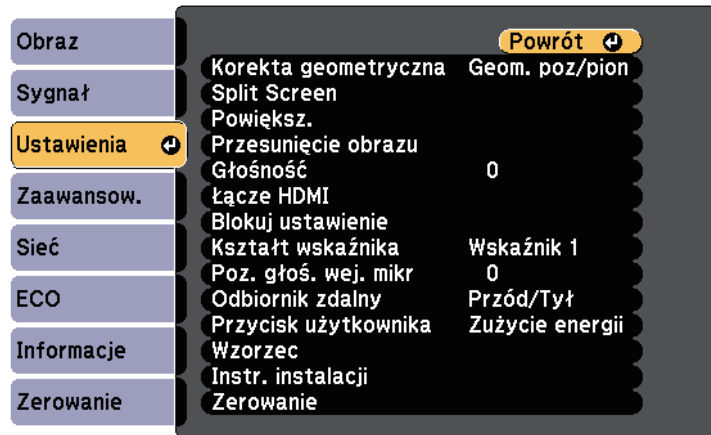 Obraz
Sygnał
Ustawienia
Zaawansow.
Sieć
ECO
Informacje
Zerowanie
Powrót
Korekta geometryczna Geom. poz/pion
Split Screen
Powiększ.
Przesunięcie obrazu
Głośność 0
Łącze HDMI
Blokuj ustawienie
Kształt wskaźnika Wskaźnik 1
Poz. głoś. wej. mikr 0
Odbiornik zdalny Przód/Tył
Przycisk użytkownika Zużycie energii
Wzorzec
Instr. instalacji
Zerowanie